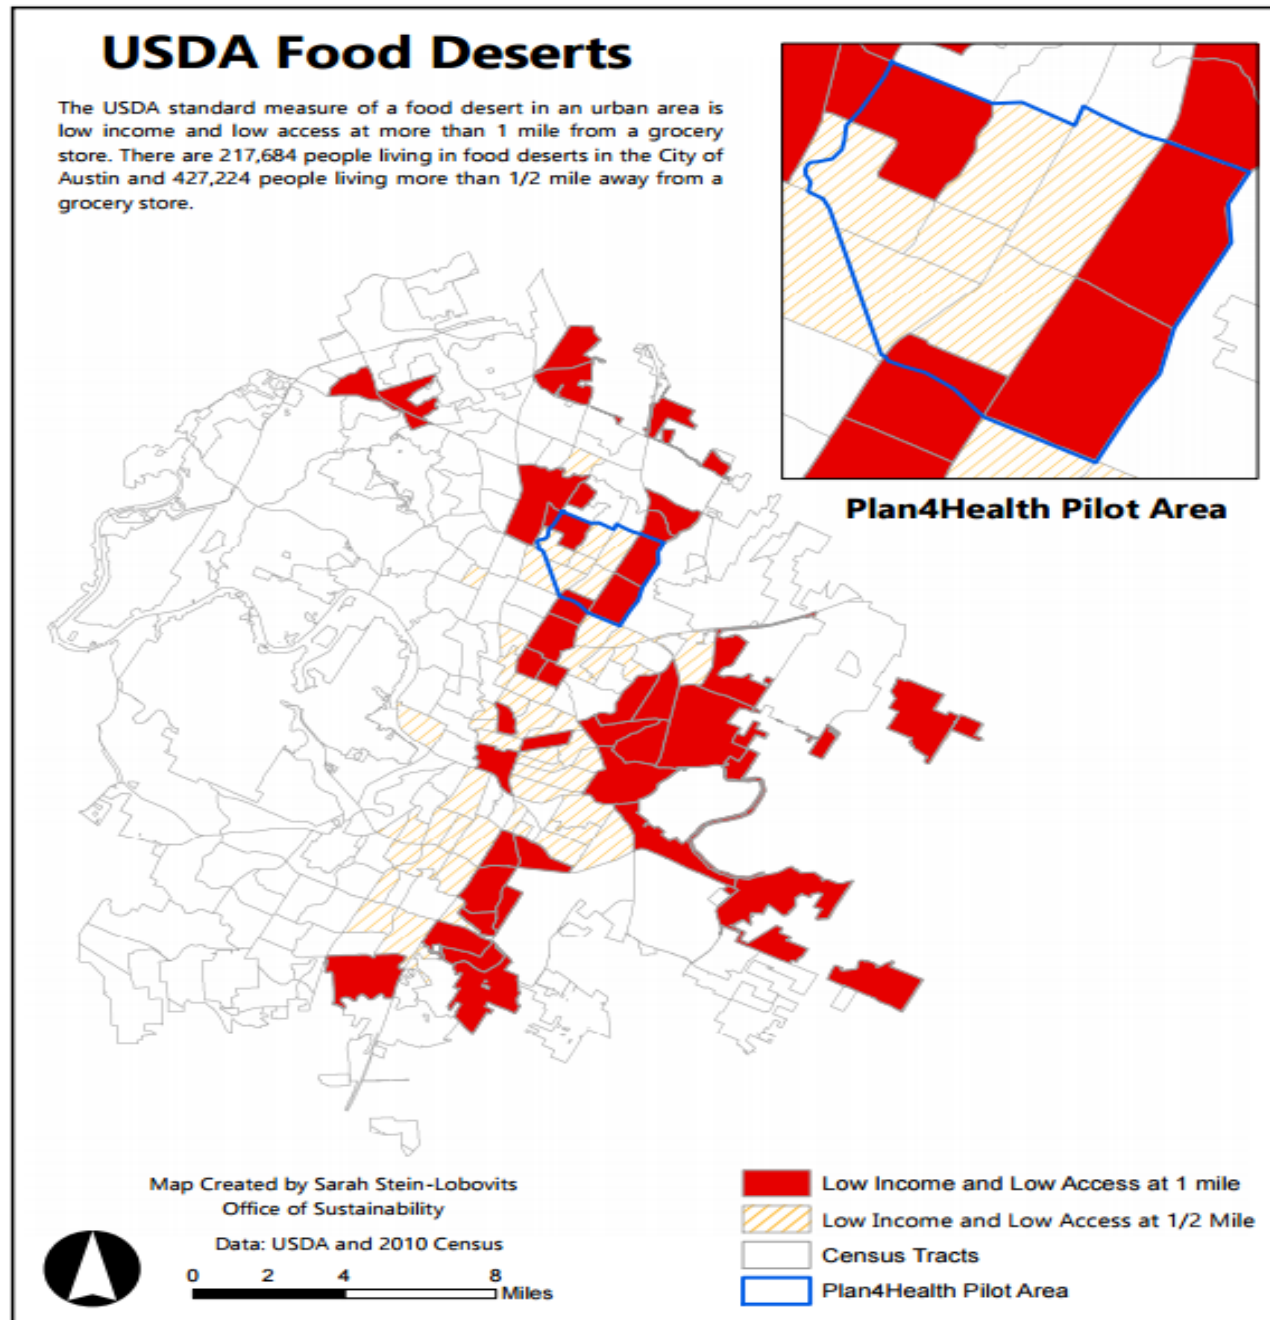 USDA Food Deserts
The USDA standard measure of a food desert in an urban area is
low income and low access at more than 1 mile from a grocery
store. There are 217,684 people living in food deserts in the City of
Austin and 427,224 people living more than 1/2 mile away from a
grocery store.
Plan4Health Pilot Area
Map Created by Sarah Stein-Lobovits
Office of Sustainability
Data: USDA and 2010 Census
0 2 4 8
Miles
Low Income and Low Access at 1 mile
Low Income and Low Access at 1/2 Mile
Census Tracts
Plan4Health Pilot Area